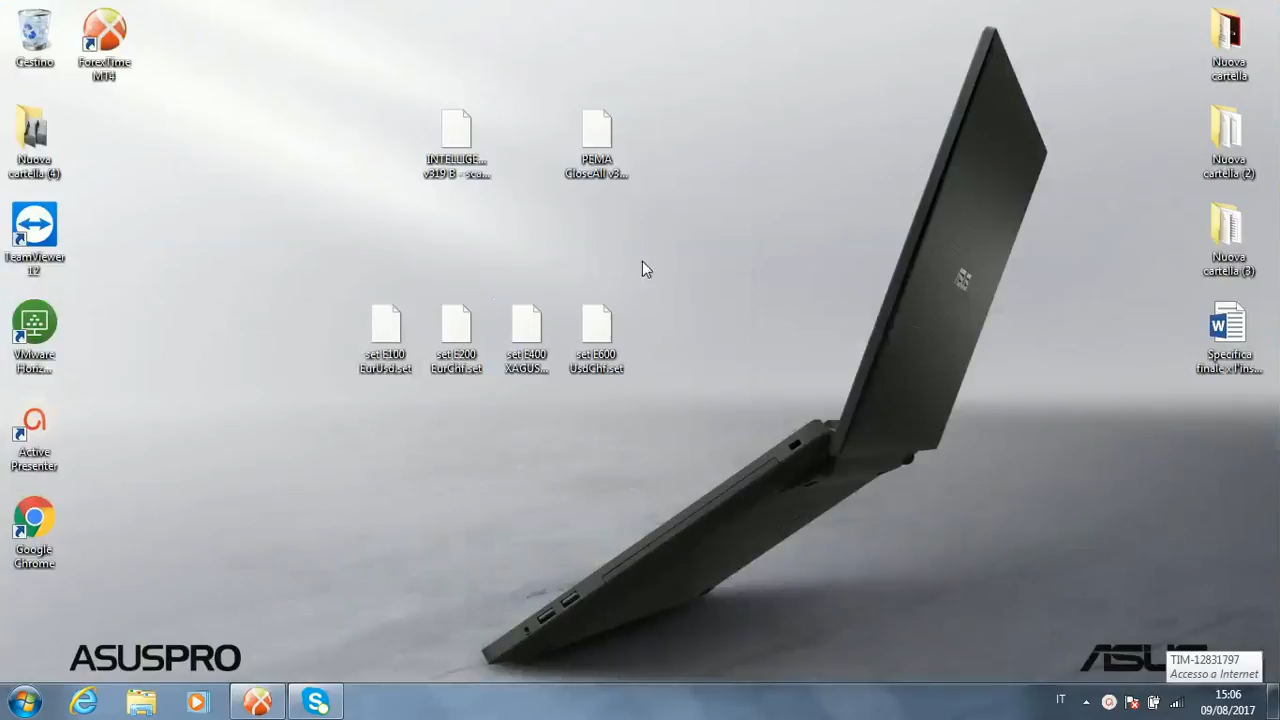 Cestino
ForexTime
MT4
Nuova
cartella
INTELLIGE...
v319 B - sca...
PEMA
CloseAll v3...
Nuova
cartella (4)
Nuova
cartella (2)
TeamViewer
12
Nuova
cartella (3)
VMware
Horiz...
set E100
EurUsd.set
set E200
EurChf.set
set E400
XAGUS...
set E600
UsdChf.set
Specifica
finale x l'ins...
Active
Presenter
Google
Chrome
ASUSPRO
TIM-12831797
Accesso a Internet
IT
15:06
09/08/2017